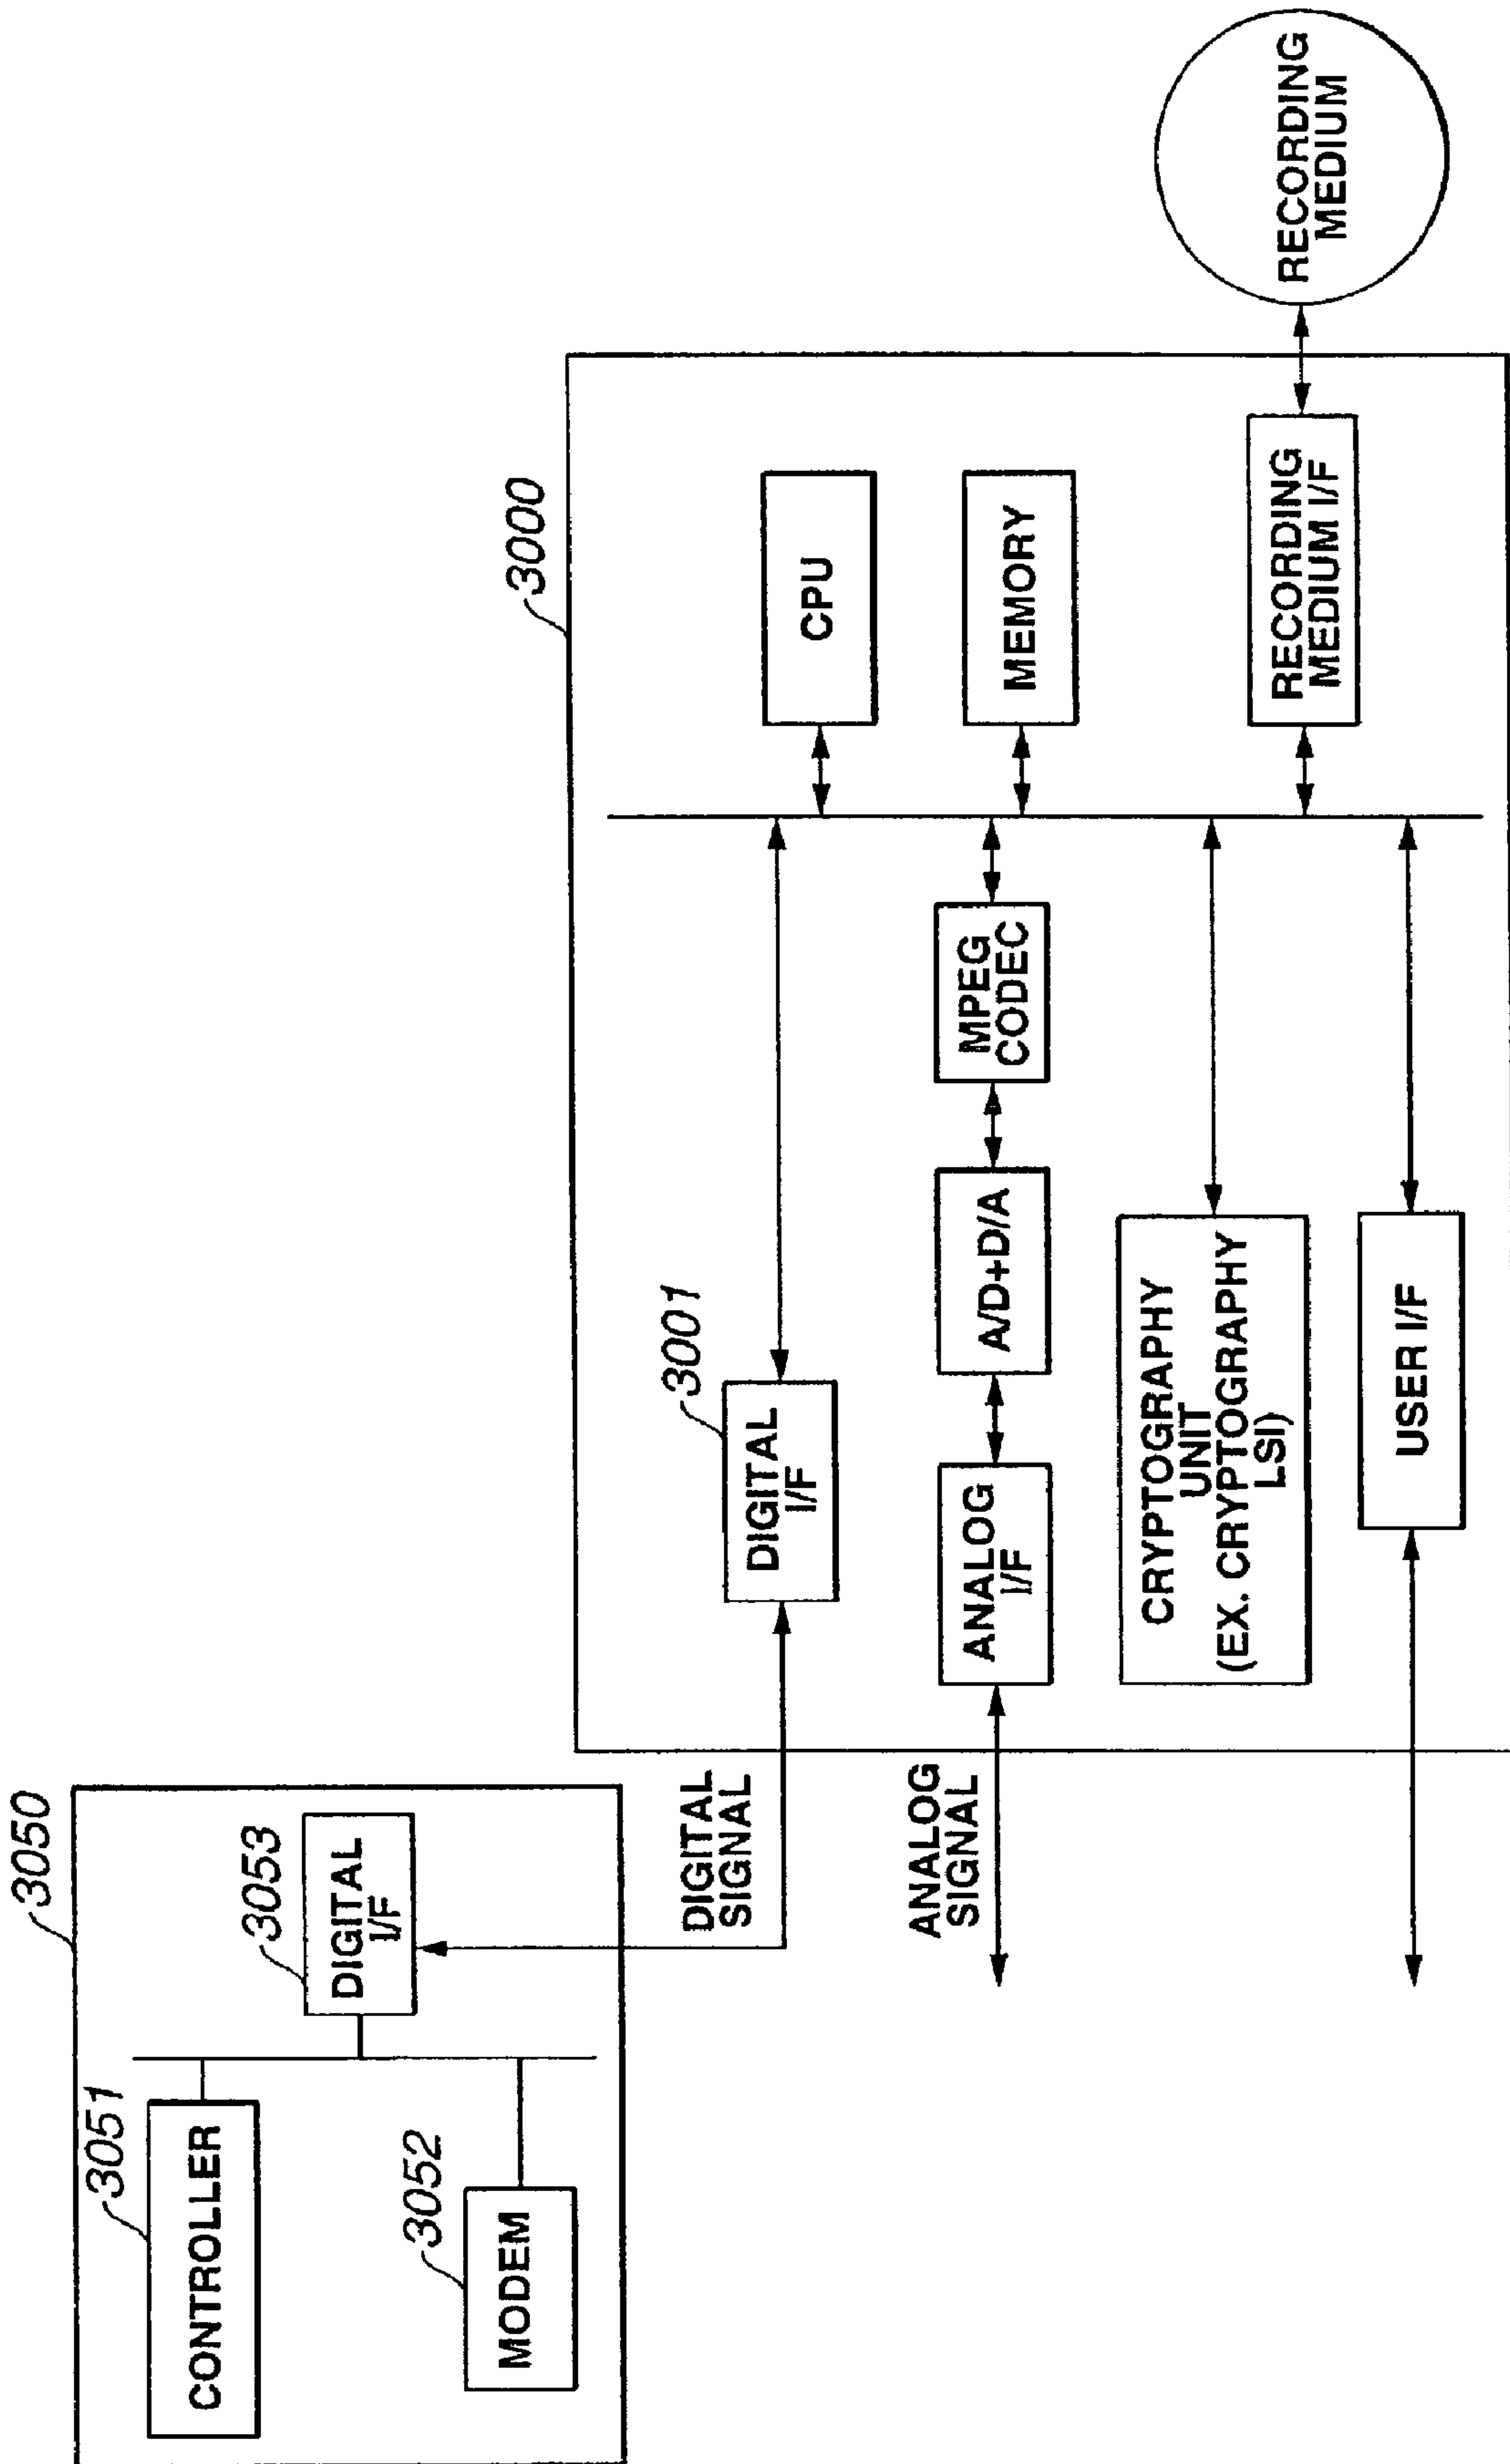 3050
3051
CONTROLLER
3052
MODEM
3053
DIGITAL
I/F
DIGITAL
SIGNAL
ANALOG
SIGNAL
3000
3001
DIGITAL
I/F
ANALOG
I/F
A/D+D/A
MPEG
CODEC
CRYPTOGRAPHY
UNIT
(EX. CRYPTOGRAPHY
LSI)
USER I/F
CPU
MEMORY
RECORDING
MEDIUM I/F
RECORDING
MEDIUM